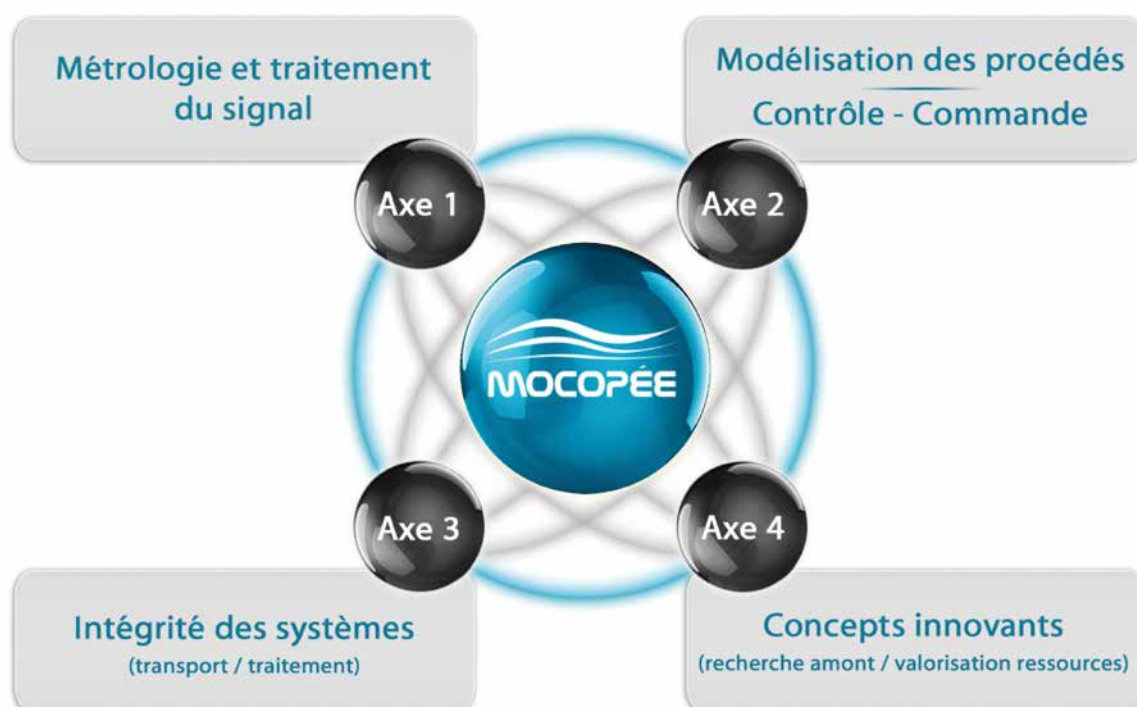 Métrologie et traitement
du signal
Modélisation des procédés
Contrôle - Commande
Axe 1
Axe 2
MOCOPÉE
Axe 3
Axe 4
Intégrité des systèmes
(transport / traitement)
Concepts innovants
(recherche amont / valorisation ressources)